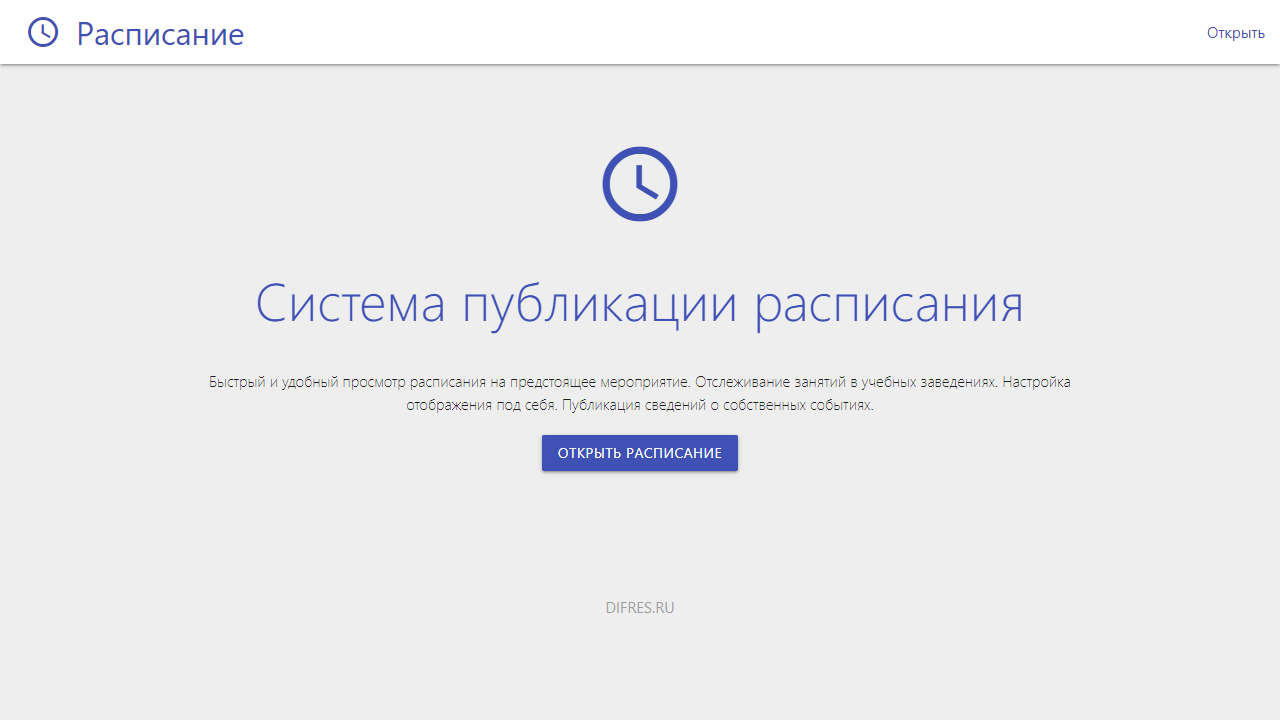 Расписание
Открыть
Система публикации расписания
Быстрый и удобный просмотр расписания на предстоящее мероприятие. Отслеживание занятий в учебных заведениях. Настройка
отображения под себя. Публикация сведений о собственных событиях.
ОТКРЫТЬ РАСПИСАНИЕ
DIFRES.RU